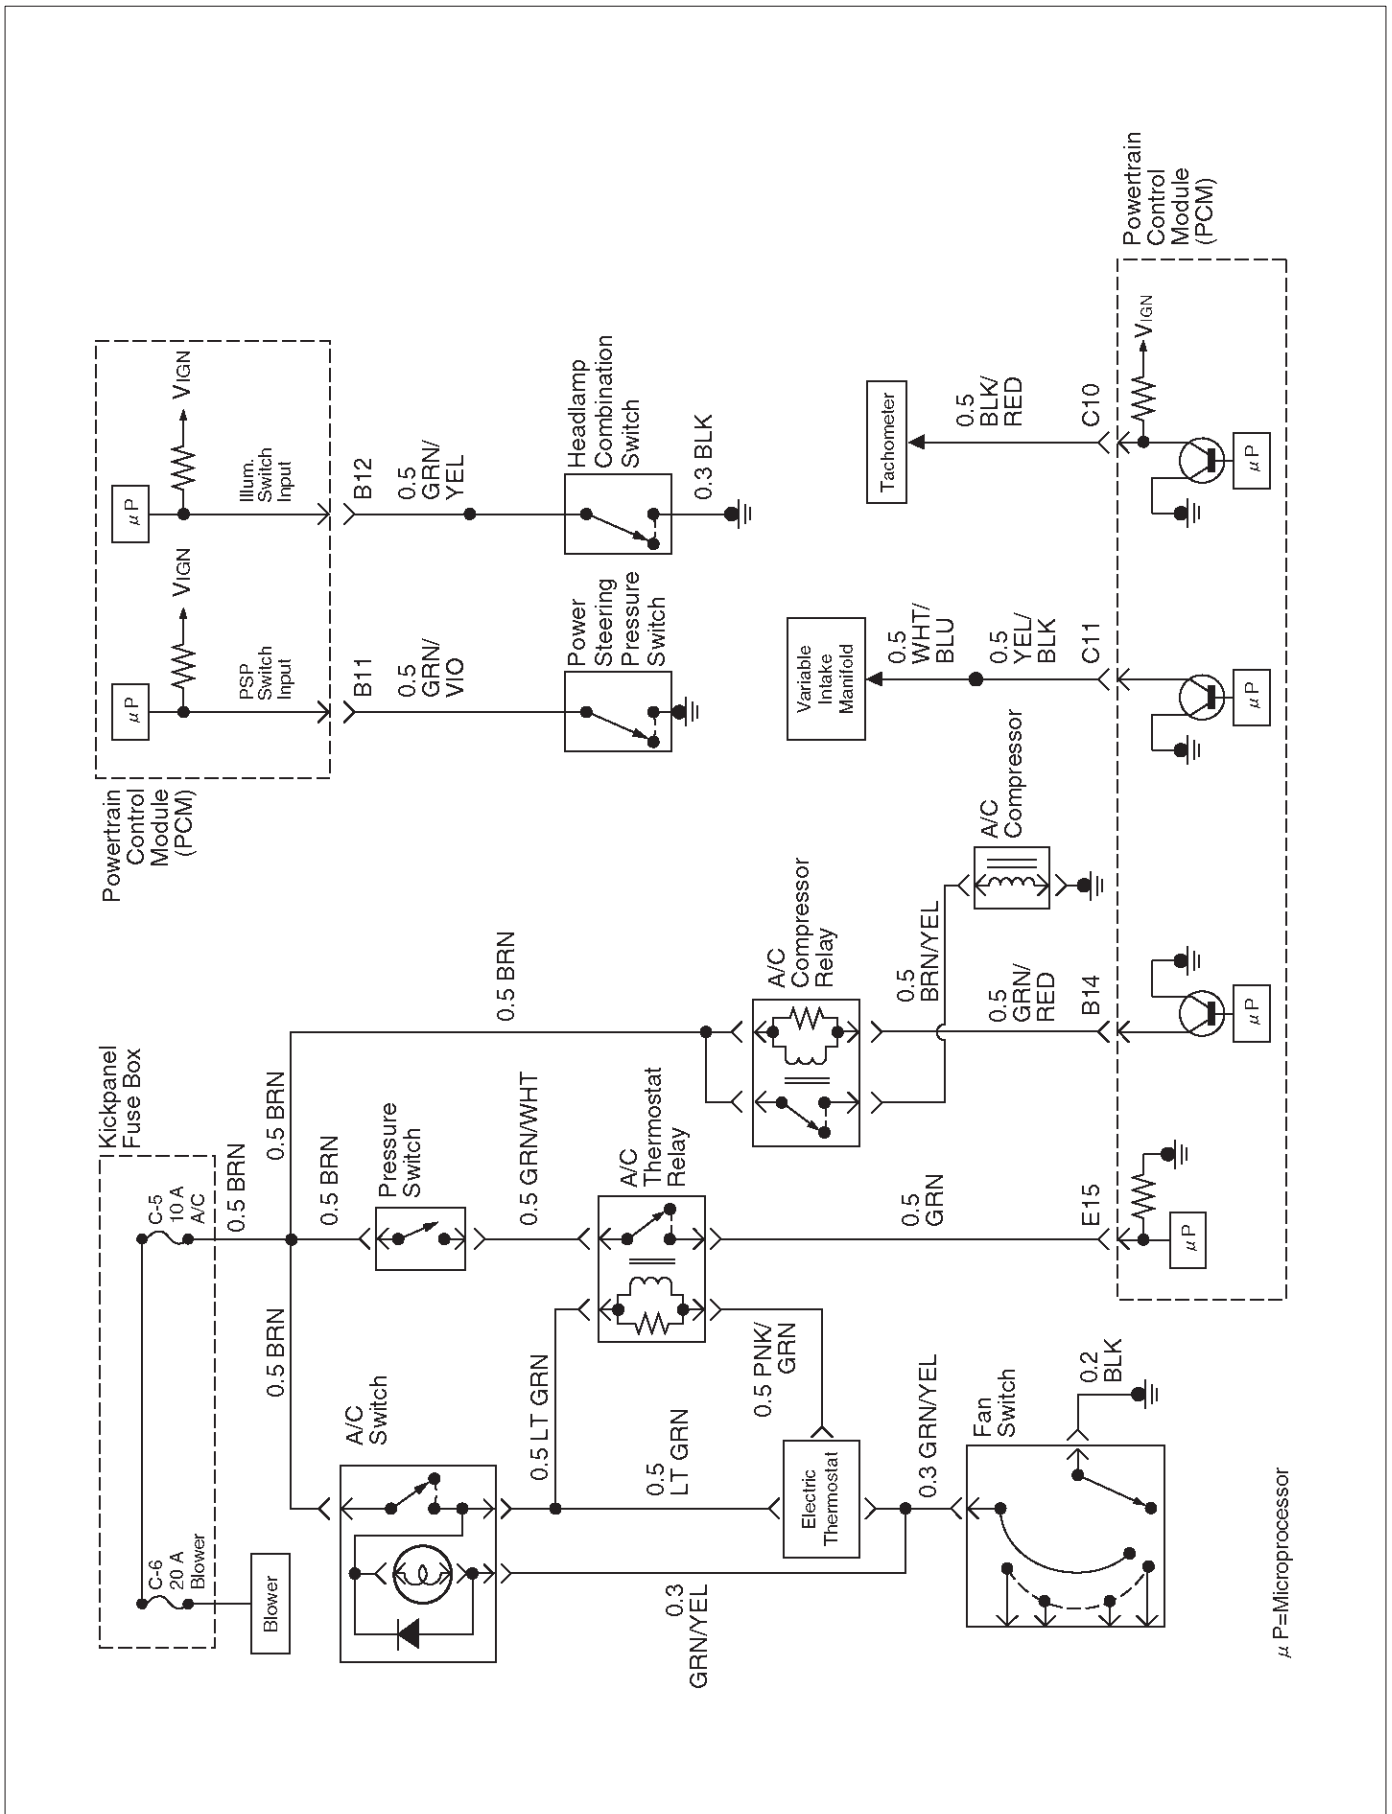 Kickpanel
Fuse Box
C-6
20 A
Blower
C-5
10 A
A/C
Blower
0.5 BRN
0.5 BRN
0.5 BRN
0.5 BRN
0.5 BRN
A/C
Switch
Pressure
Switch
0.5 LT GRN
0.5 GRN/WHT
0.3
GRN/YEL
0.5
LT GRN
A/C
Thermostat
Relay
A/C
Compressor
Relay
0.5 PNK/
GRN
Electric
Thermostat
0.3 GRN/YEL
Fan
Switch
0.2
BLK
0.5
GRN
E15
μP
0.5
BRN/YEL
0.5
GRN/
RED
B14
μP
A/C
Compressor
Powertrain
Control
Module
(PCM)
μP
VIGN
PSP
Switch
Input
B11
0.5
GRN/
VIO
Power
Steering
Pressure
Switch
μP
VIGN
Illum.
Switch
Input
B12
0.5
GRN/
YEL
Headlamp
Combination
Switch
0.3 BLK
Variable
Intake
Manifold
0.5
WHT/
BLU
0.5
YEL/
BLK
C11
μP
Tachometer
0.5
BLK/
RED
C10
VIGN
μP
Powertrain
Control
Module
(PCM)
μP=Microprocessor